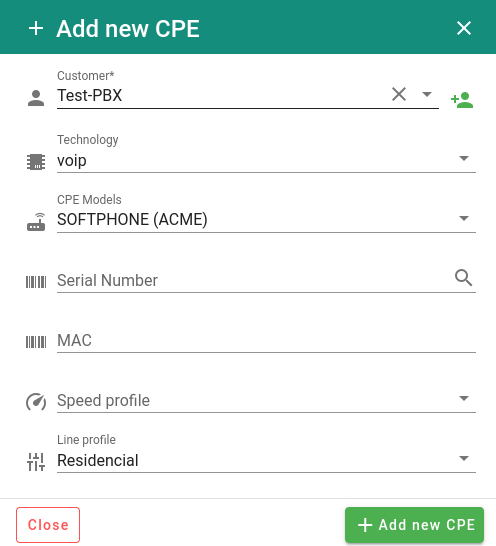 Add new CPE
Customer*
Test-PBX
Technology
voip
CPE Models
SOFTPHONE (ACME)
Serial Number
MAC
Speed profile
Line profile
Residencial
Close
Add new CPE